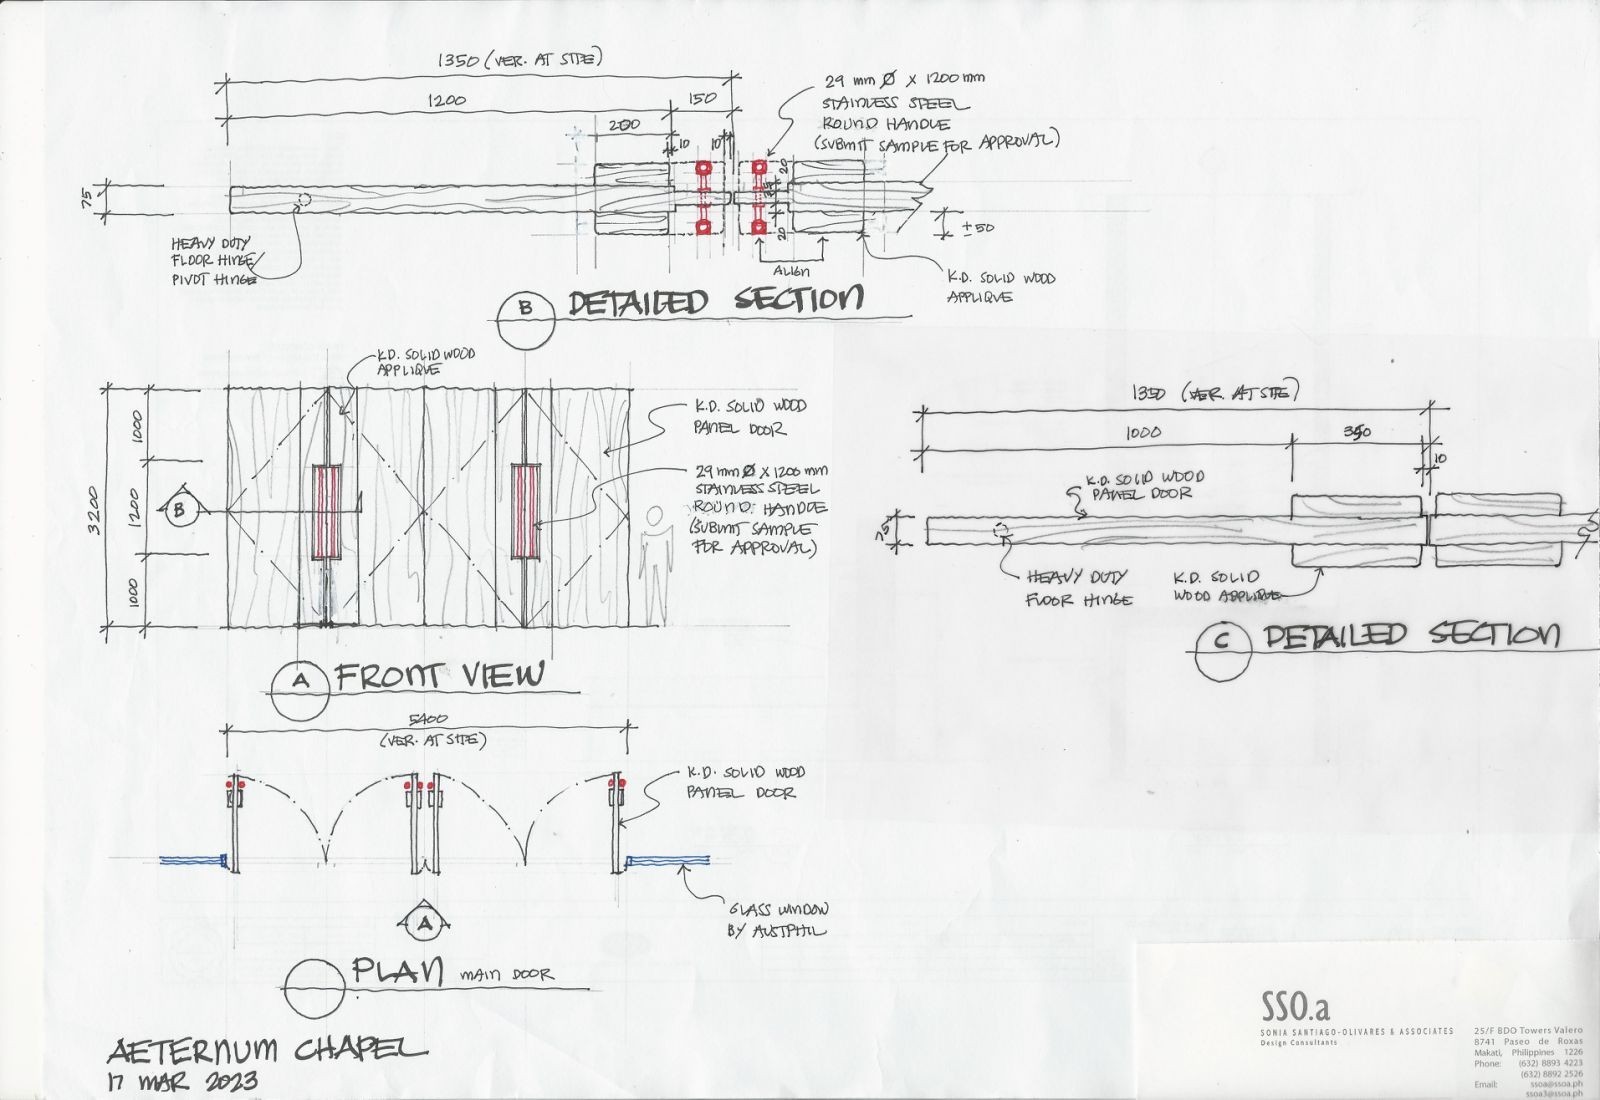 1350 (VER. AT SITE)
1200
150
200
10
10
29 mm Ø X 1200 mm
STAINLESS STEEL
ROUND HANDLE
(SUBMIT SAMPLE FOR APPROVAL)
75
20
20
±50
HEAVY DUTY
FLOOR HINGE/
PIVOT HINGE
ALIGN
K.D. SOLID WOOD
APPLIQUE
B
DETAILED SECTION
K.D. SOLID WOOD
APPLIQUE
K.D. SOLID WOOD
PANEL DOOR
29 mm Ø X 1200 mm
STAINLESS STEEL
ROUND HANDLE
(SUBMIT SAMPLE
FOR APPROVAL)
3200
1000
1200
1000
B
A
FRONT VIEW
1350 (VER. AT SITE)
1000
10
K.D. SOLID WOOD
PANEL DOOR
75
HEAVY DUTY
FLOOR HINGE
K.D. SOLID
WOOD APPLIQUE
C
DETAILED SECTION
5400
(VER. AT SITE)
K.D. SOLID WOOD
PANEL DOOR
GLASS WINDOW
BY AUSTPHIL
A
PLAN MAIN DOOR
AETERNUM CHAPEL
17 MAR 2023
SSO.a
SONIA SANTIAGO-OLIVARES & ASSOCIATES
Design Consultants
25/F BDO Towers Valero
8741 Paseo de Roxas
Makati, Philippines 1226
Phone: (632) 8893 4223
(632) 8892 2526
Email: ssoa@ssoa.ph
ssoa3@ssoa.ph